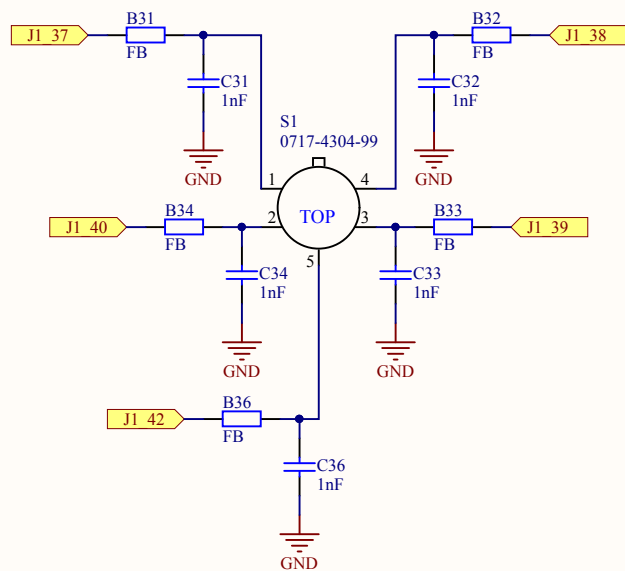 B31
B32
J1_37
J1_38
FB
FB
C31
1nF
C32
1nF
S1
0717-4304-99
GND
GND
1
4
TOP
B34
B33
J1_40
2
3
J1_39
FB
FB
5
C34
1nF
C33
1nF
GND
GND
B36
J1_42
FB
C36
1nF
GND